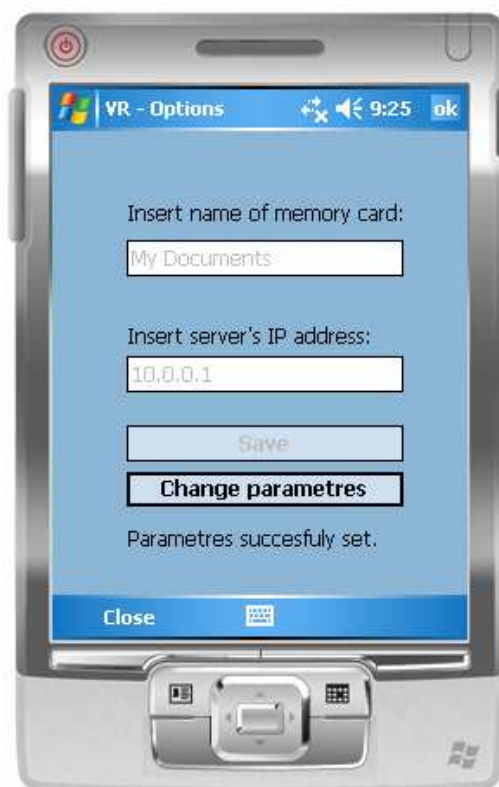 VR - Options 9:25 ok
Insert name of memory card:
My Documents
Insert server's IP address:
10.0.0.1
Save
Change parametres
Parametres succesfuly set.
Close